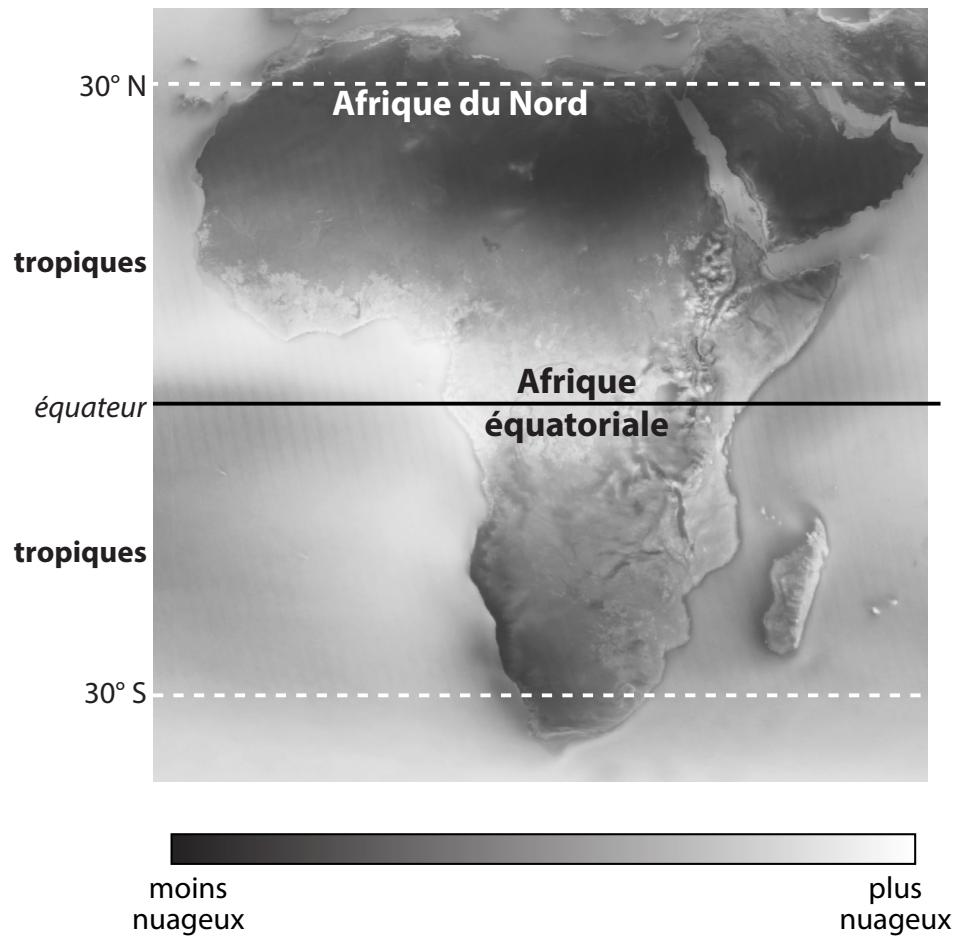 30° N
Afrique du Nord
tropiques
Afrique
équateur
équatoriale
tropiques
30° S
moins
nuageux
plus
nuageux